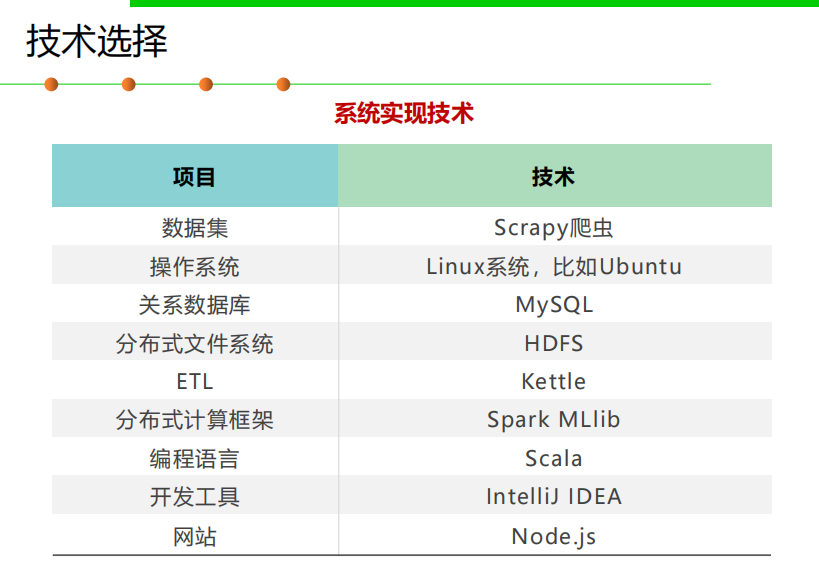 技术选择
系统实现技术
项目 技术
数据集 Scrapy爬虫
操作系统 Linux系统，比如Ubuntu
关系数据库 MySQL
分布式文件系统 HDFS
ETL Kettle
分布式计算框架 Spark MLlib
编程语言 Scala
开发工具 IntelliJ IDEA
网站 Node.js